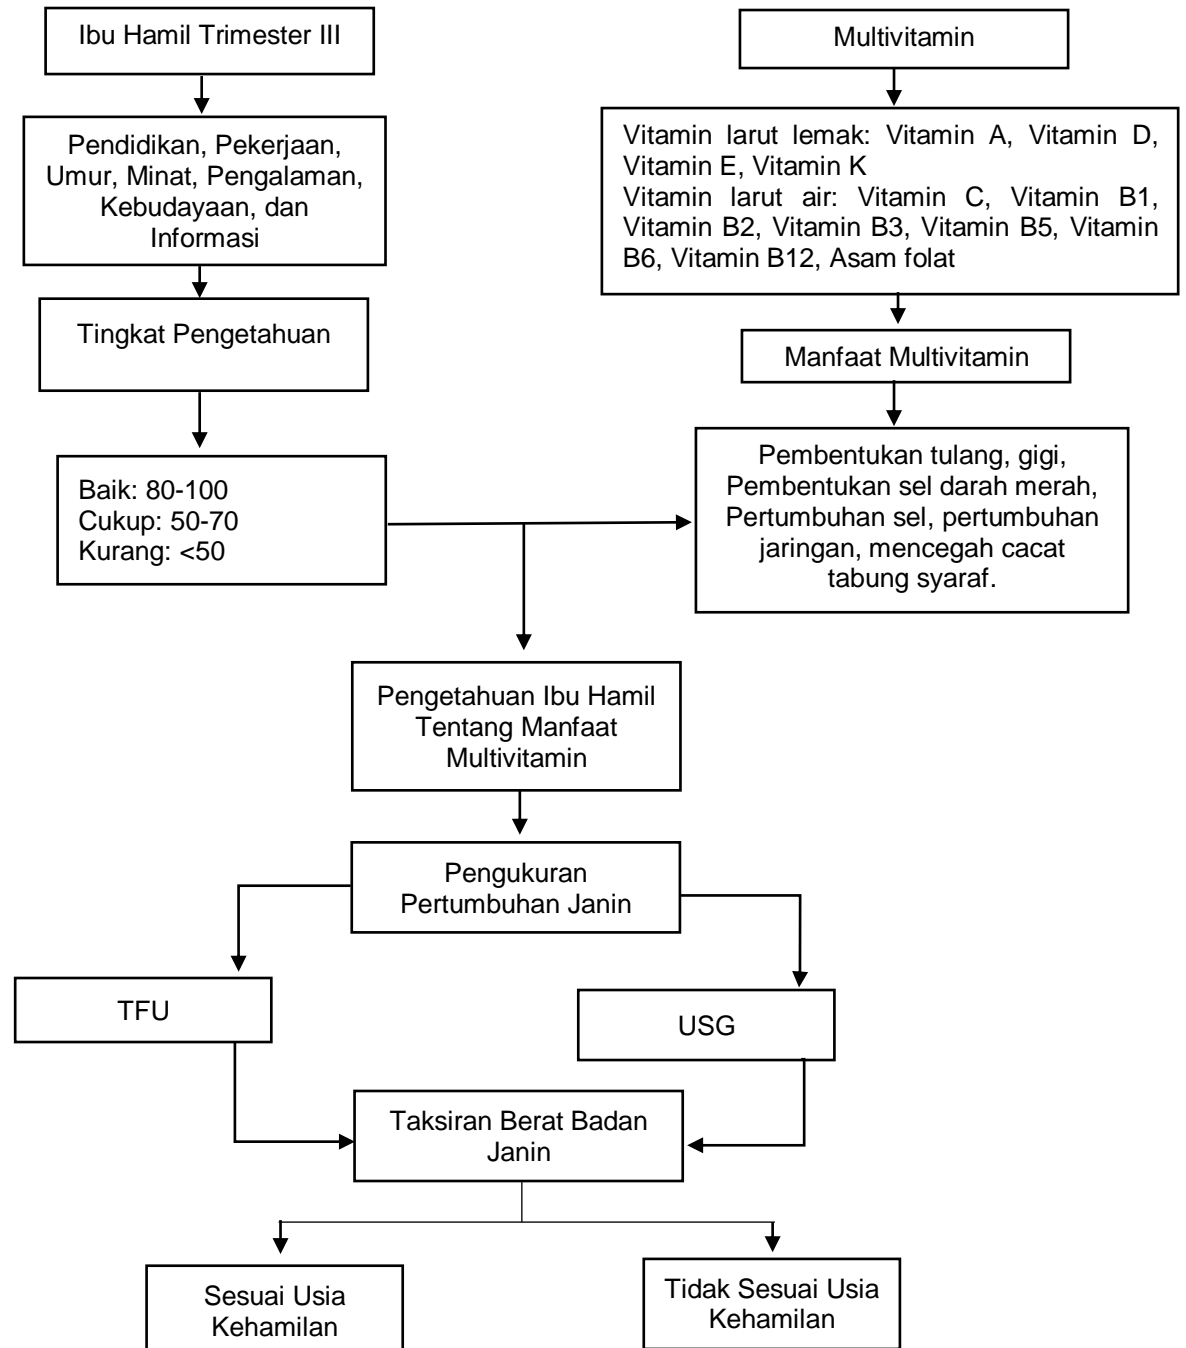 Ibu Hamil Trimester III
Multivitamin
Pendidikan, Pekerjaan,
Umur, Minat, Pengalaman,
Kebudayaan, dan
Informasi
Vitamin larut lemak: Vitamin A, Vitamin D,
Vitamin E, Vitamin K
Vitamin larut air: Vitamin C, Vitamin B1,
Vitamin B2, Vitamin B3, Vitamin B5, Vitamin
B6, Vitamin B12, Asam folat
Tingkat Pengetahuan
Manfaat Multivitamin
Baik: 80-100
Cukup: 50-70
Kurang: <50
Pembentukan tulang, gigi,
Pembentukan sel darah merah,
Pertumbuhan sel, pertumbuhan
jaringan, mencegah cacat
tabung syaraf.
Pengetahuan Ibu Hamil
Tentang Manfaat
Multivitamin
Pengukuran
Pertumbuhan Janin
TFU
USG
Taksiran Berat Badan
Janin
Sesuai Usia
Kehamilan
Tidak Sesuai Usia
Kehamilan